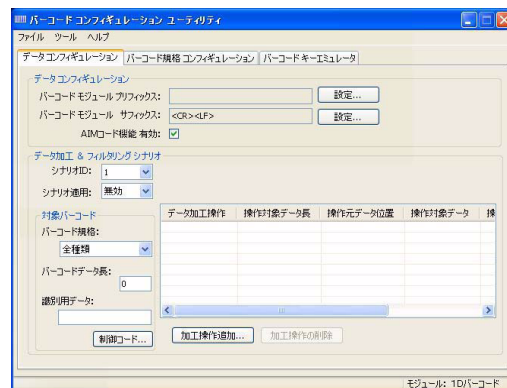 バーコード コンフィギュレーション ユーティリティ
ファイル ツール ヘルプ
データコンフィギュレーション バーコード規格 コンフィギュレーション バーコードキーエミュレータ
データコンフィギュレーション
バーコードモジュール プリフィックス: 設定...
バーコードモジュール サフィックス: <CR><LF> 設定...
AIMコード機能 有効:
データ加工 & フィルタリング シナリオ
シナリオID: 1
シナリオ適用: 無効
対象バーコード
バーコード規格:
全種類
バーコードデータ長:
0
識別用データ:
制御コード...
データ加工操作 操作対象データ長 操作元データ位置 操作対象データ 操
加工操作追加... 加工操作の削除
モジュール: 1Dバーコード